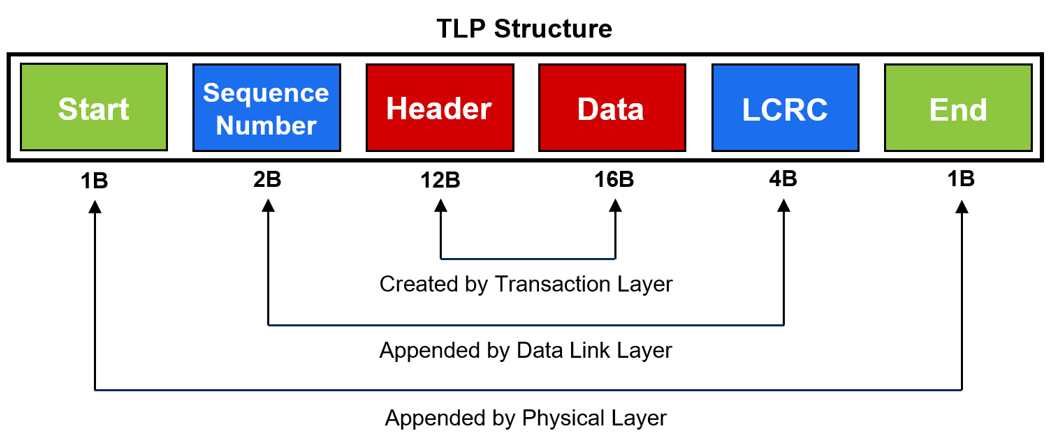 TLP Structure
Start
Sequence
Number
Header
Data
LCRC
End
1B
2B
12B
16B
4B
1B
Created by Transaction Layer
Appended by Data Link Layer
Appended by Physical Layer